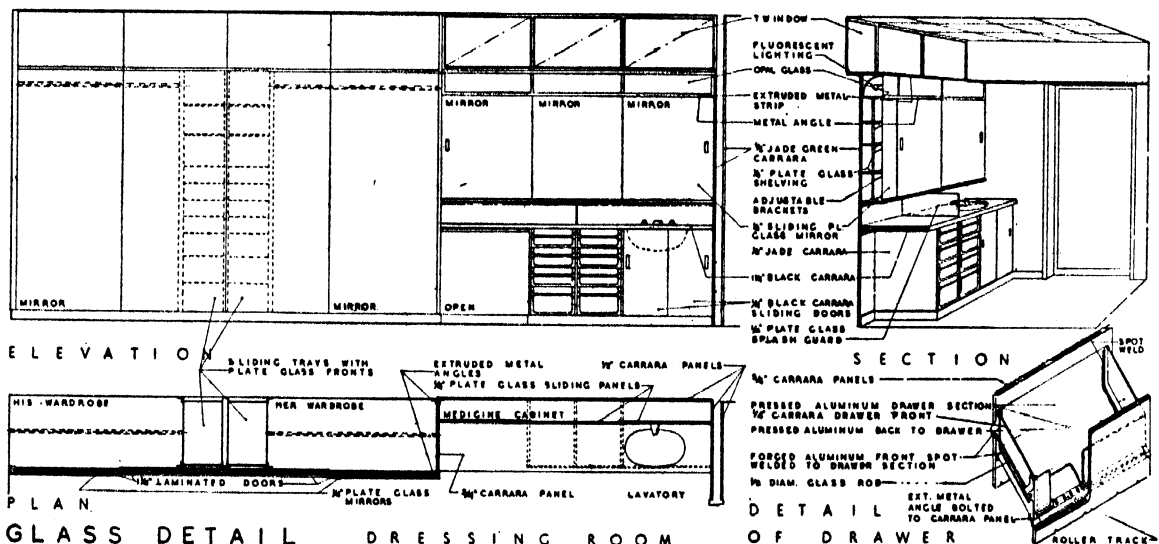 T WINDOW
FLUORESCENT
LIGHTING
OPAL GLASS
EXTRUDED METAL
STRIP
METAL ANGLE
JADE GREEN
CARRARA
PLATE GLASS
SHELVING
ADJUSTABLE
BRACKETS
SLIDING PL.
GLASS MIRROR
JADE CARRARA
BLACK CARRARA
BLACK CARRARA
SLIDING DOORS
PLATE GLASS
SPLASH GUARD
MIRROR MIRROR MIRROR
MIRROR MIRROR OPEN
ELEVATION
SECTION
SLIDING TRAYS WITH
PLATE GLASS FRONTS
EXTRUDED METAL
ANGLES
PLATE GLASS SLIDING PANELS
CARRARA PANELS
HIS WARDROBE
HER WARDROBE
MEDICINE CABINET
LAMINATED DOORS
PLATE GLASS
MIRRORS
CARRARA PANEL
LAVATORY
PLAN
SPOT
WELD
CARRARA PANELS
PRESSED ALUMINUM DRAWER SECTION
CARRARA DRAWER FRONT
PRESSED ALUMINUM BACK TO DRAWER
FORGED ALUMINUM FRONT SPOT
WELDED TO DRAWER SECTION
DIAM. GLASS ROD
EXT. METAL
ANGLE BOLTED
TO CARRARA PANEL
ROLLER TRACK
DETAIL
OF DRAWER
GLASS DETAIL DRESSING ROOM